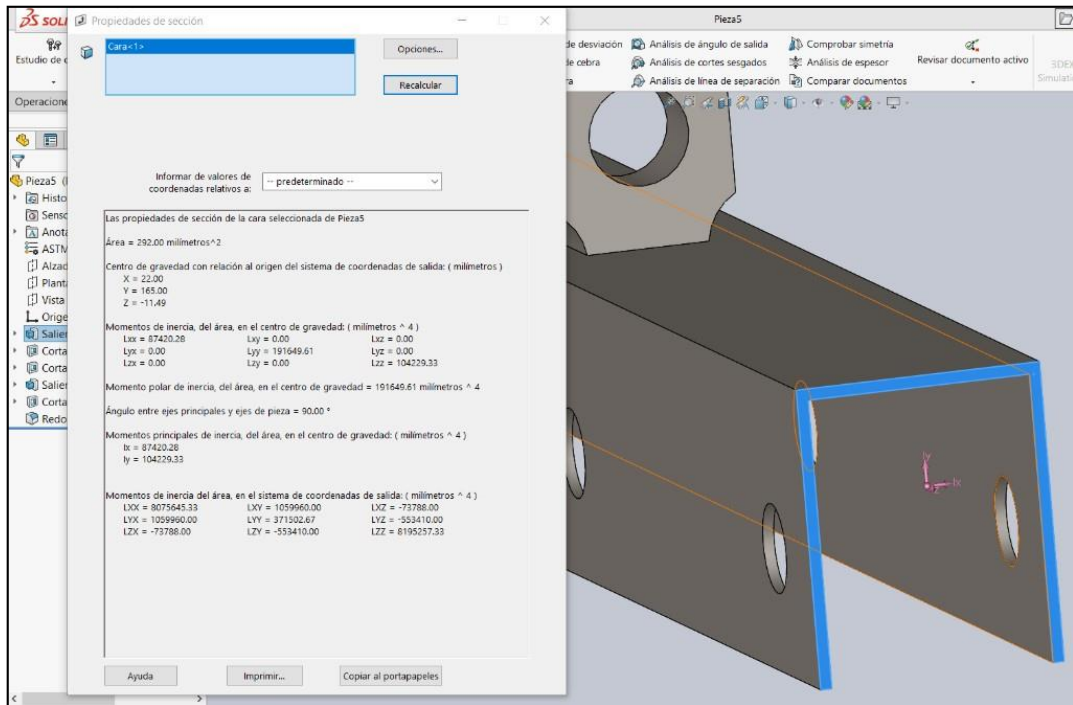 SOLI
Propiedades de sección
Pieza5
Cara<1>
Opciones...
Recalcular
Estudio de
de desviación
Análisis de ángulo de salida
Comprobar simetría
de cebra
Análisis de cortes sesgados
Análisis de espesor
Revisar documento activo
Análisis de línea de separación
Comparar documentos
Operacione
Informar de valores de
coordenadas relativos a:
-- predeterminado --
Pieza5
Histo
Senso
Anota
ASTM
Alzad
Planta
Vista
Orige
Salier
Corta
Corta
Salier
Corta
Redo
Las propiedades de sección de la cara seleccionada de Pieza5
Área = 292.00 milímetros^2
Centro de gravedad con relación al origen del sistema de coordenadas de salida: ( milímetros )
X = 22.00
Y = 165.00
Z = -11.49
Momentos de inercia, del área, en el centro de gravedad: ( milímetros ^ 4 )
Lxx = 87420.28 Lxy = 0.00 Lxz = 0.00
Lyx = 0.00 Lyy = 191649.61 Lyz = 0.00
Lzx = 0.00 Lzy = 0.00 Lzz = 104229.33
Momento polar de inercia, del área, en el centro de gravedad = 191649.61 milímetros ^ 4
Ángulo entre ejes principales y ejes de pieza = 90.00 °
Momentos principales de inercia, del área, en el centro de gravedad: ( milímetros ^ 4 )
Ix = 87420.28
Iy = 104229.33
Momentos de inercia del área, en el sistema de coordenadas de salida: ( milímetros ^ 4 )
LXX = 8075645.33 LXY = 1059960.00 LXZ = -73788.00
LYX = 1059960.00 LYY = 371502.67 LYZ = -553410.00
LZX = -73788.00 LZY = -553410.00 LZZ = 8195257.33
Iy
Ix
Ayuda
Imprimir...
Copiar al portapapeles